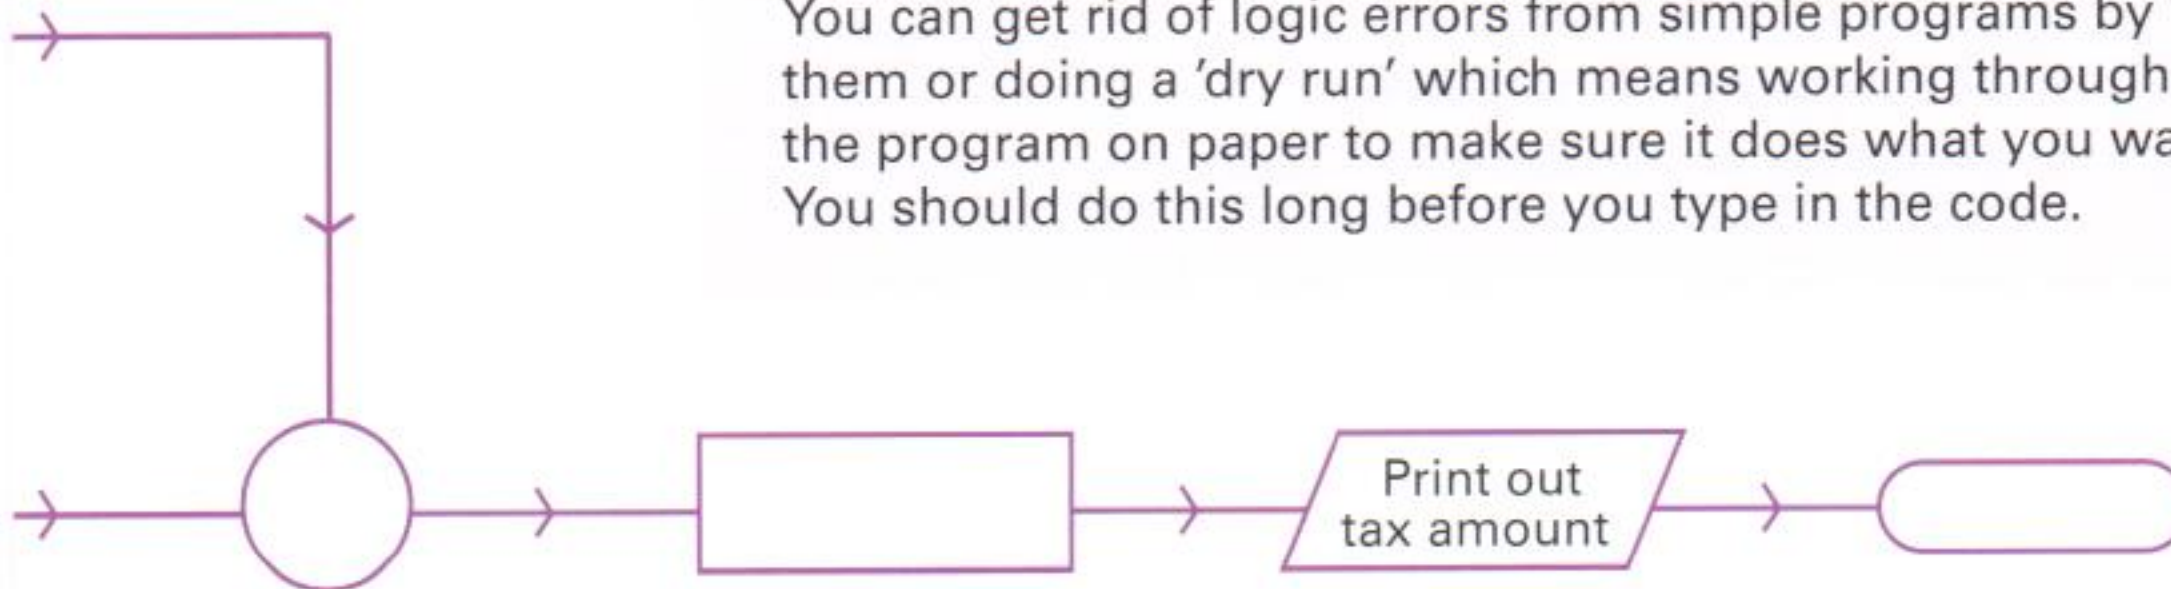 You can get rid of logic errors from simple programs by
them or doing a 'dry run' which means working through
the program on paper to make sure it does what you wa
You should do this long before you type in the code.
Print out
tax amount